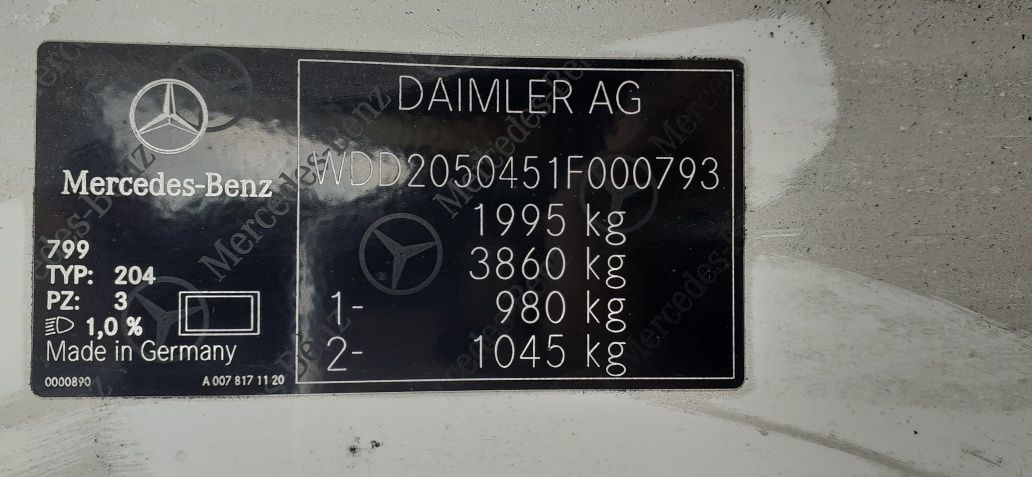 Mercedes-Benz
799
TYP: 204
PZ: 3
1,0 %
Made in Germany
0000890
A 007 817 11 20
DAIMLER AG
WDD2050451F000793
1995 kg
3860 kg
1- 980 kg
2- 1045 kg